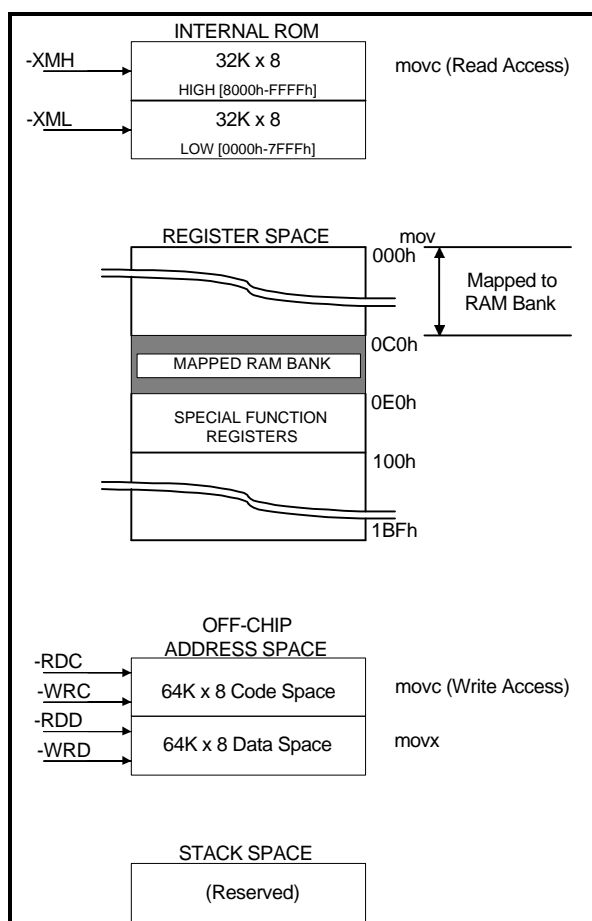 INTERNAL ROM
-XMH
32K x 8
movc (Read Access)
HIGH [8000h-FFFFh]
-XML
32K x 8
LOW [0000h-7FFFh]
REGISTER SPACE
mov
000h
Mapped to
RAM Bank
0C0h
MAPPED RAM BANK
0E0h
SPECIAL FUNCTION
REGISTERS
100h
1BFh
OFF-CHIP
ADDRESS SPACE
-RDC
-WRC
64K x 8 Code Space
movc (Write Access)
-RDD
64K x 8 Data Space
movx
-WRD
STACK SPACE
(Reserved)